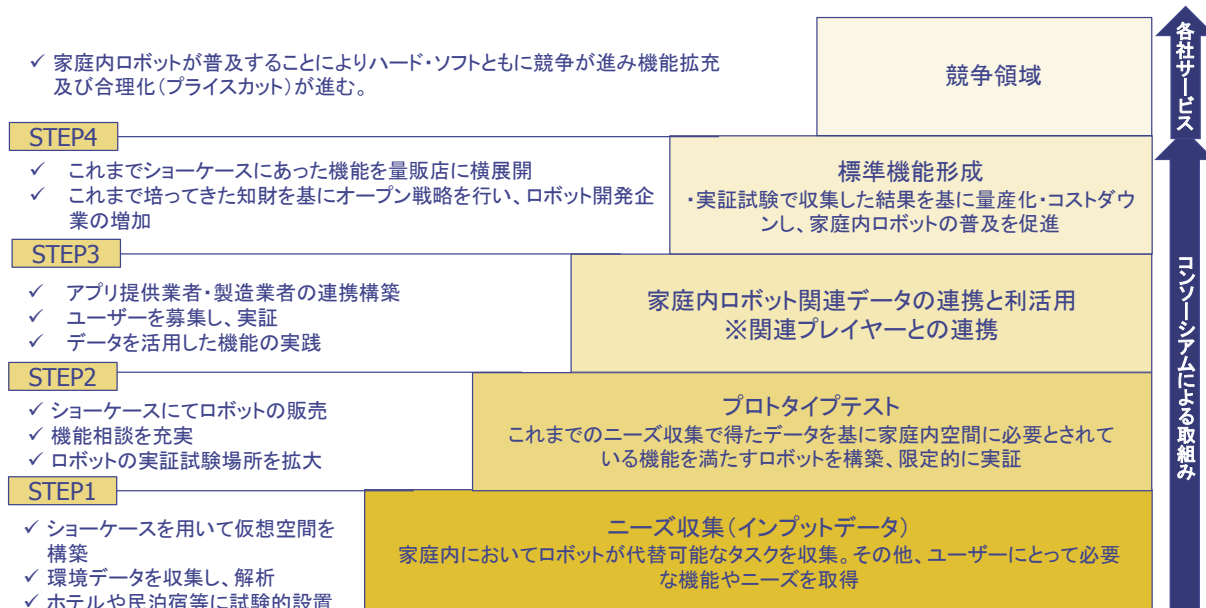 ✓ 家庭内ロボットが普及することによりハード・ソフトともに競争が進み機能拡充
及び合理化（プライスカット）が進む。
競争領域
各社サービス
STEP4
✓ これまでショーケースにあった機能を量販店に横展開
✓ これまで培ってきた知財を基にオープン戦略を行い、ロボット開発企
業の増加
標準機能形成
・実証試験で収集した結果を基に量産化・コストダウ
ンし、家庭内ロボットの普及を促進
STEP3
✓ アプリ提供業者・製造業者の連携構築
✓ ユーザーを募集し、実証
✓ データを活用した機能の実践
家庭内ロボット関連データの連携と利活用
※関連プレイヤーとの連携
コンソーシアムによる取組み
STEP2
✓ ショーケースにてロボットの販売
✓ 機能相談を充実
✓ ロボットの実証試験場所を拡大
プロトタイプテスト
これまでのニーズ収集で得たデータを基に家庭内空間に必要とされて
いる機能を満たすロボットを構築、限定的に実証
STEP1
✓ ショーケースを用いて仮想空間を
構築
✓ 環境データを収集し、解析
✓ ホテルや民泊宿等に試験的設置
ニーズ収集（インプットデータ）
家庭内においてロボットが代替可能なタスクを収集。その他、ユーザーにとって必要
な機能やニーズを取得